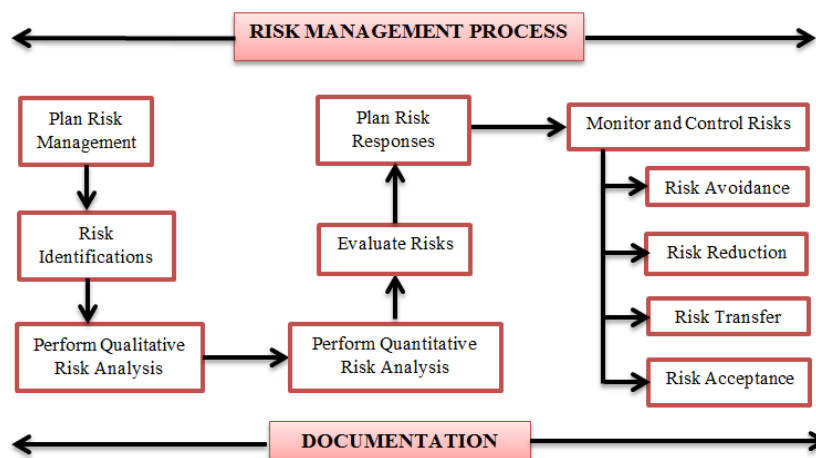 RISK MANAGEMENT PROCESS
Plan Risk
Management
Risk
Identifications
Perform Qualitative
Risk Analysis
Perform Quantitative
Risk Analysis
Evaluate Risks
Plan Risk
Responses
Monitor and Control Risks
Risk Avoidance
Risk Reduction
Risk Transfer
Risk Acceptance
DOCUMENTATION